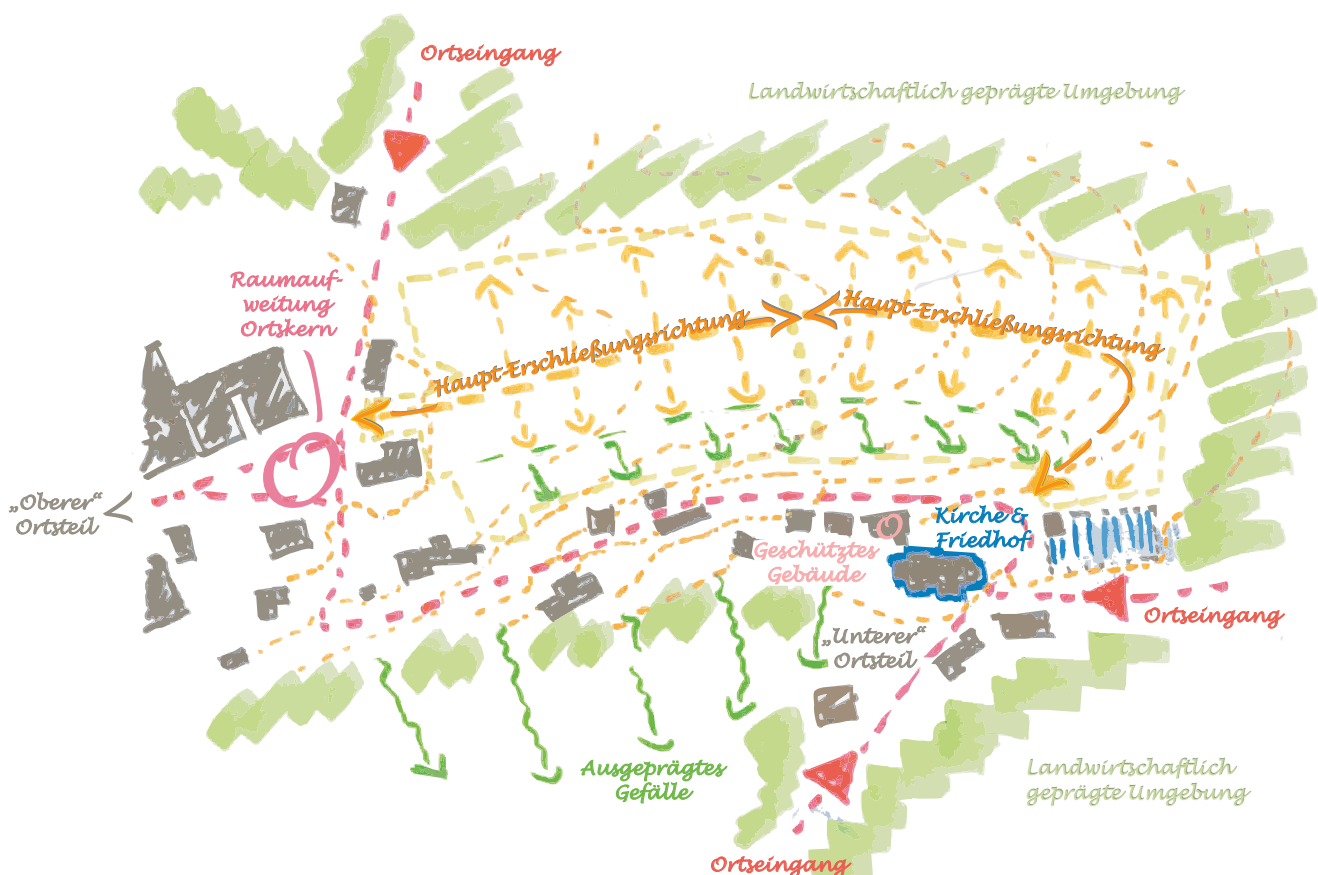 Ortseingang
Landwirtschaftlich geprägte Umgebung
Raumauf-
weitung
Ortskern
Haupt-Erschließungsrichtung
Haupt-Erschließungsrichtung
„Oberer“
Ortsteil
Kirche &
Friedhof
Geschütztes
Gebäude
Ortseingang
„Unterer“
Ortsteil
Ausgeprägtes
Gefälle
Landwirtschaftlich
geprägte Umgebung
Ortseingang